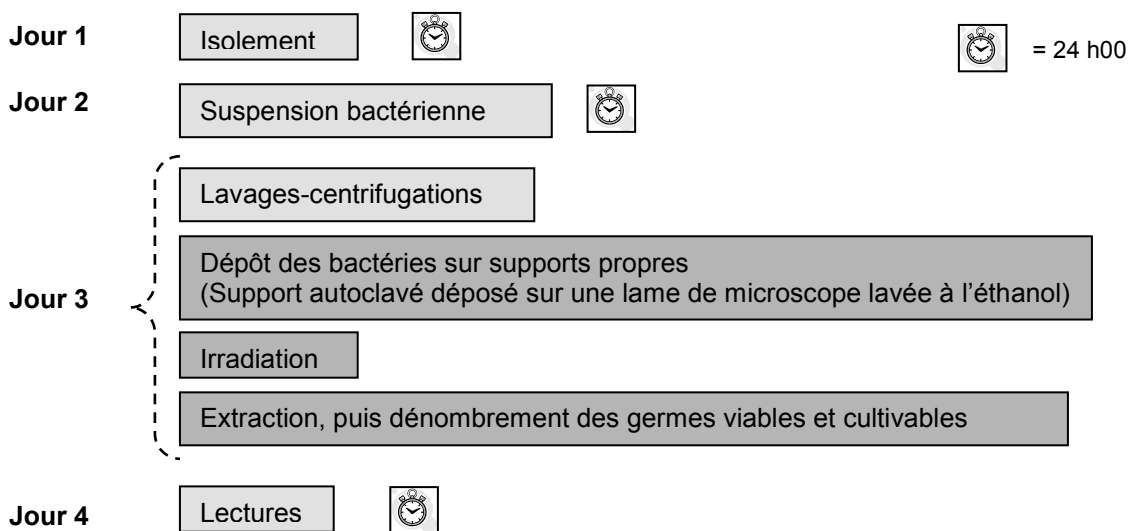 Jour 1
Isolement
= 24 h00
Jour 2
Suspension bactérienne
Lavages-centrifugations
Dépôt des bactéries sur supports propres
(Support autoclavé déposé sur une lame de microscope lavée à l'éthanol)
Jour 3
Irradiation
Extraction, puis dénombrement des germes viables et cultivables
Jour 4
Lectures